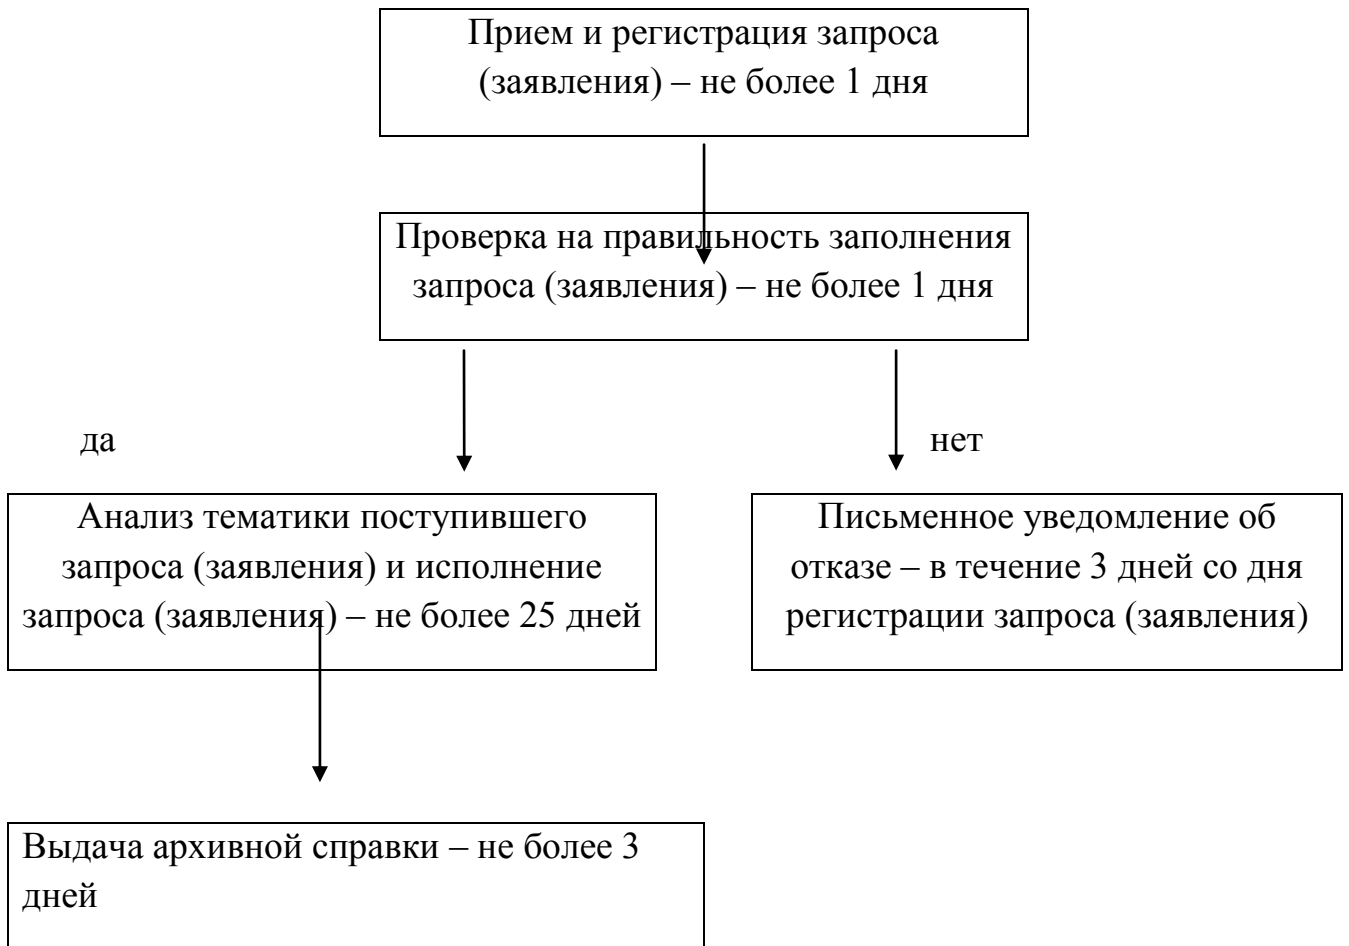 Прием и регистрация запроса
(заявления) – не более 1 дня
Проверка на правильность заполнения
запроса (заявления) – не более 1 дня
да
нет
Анализ тематики поступившего
запроса (заявления) и исполнение
запроса (заявления) – не более 25 дней
Письменное уведомление об
отказе – в течение 3 дней со дня
регистрации запроса (заявления)
Выдача архивной справки – не более 3
дней